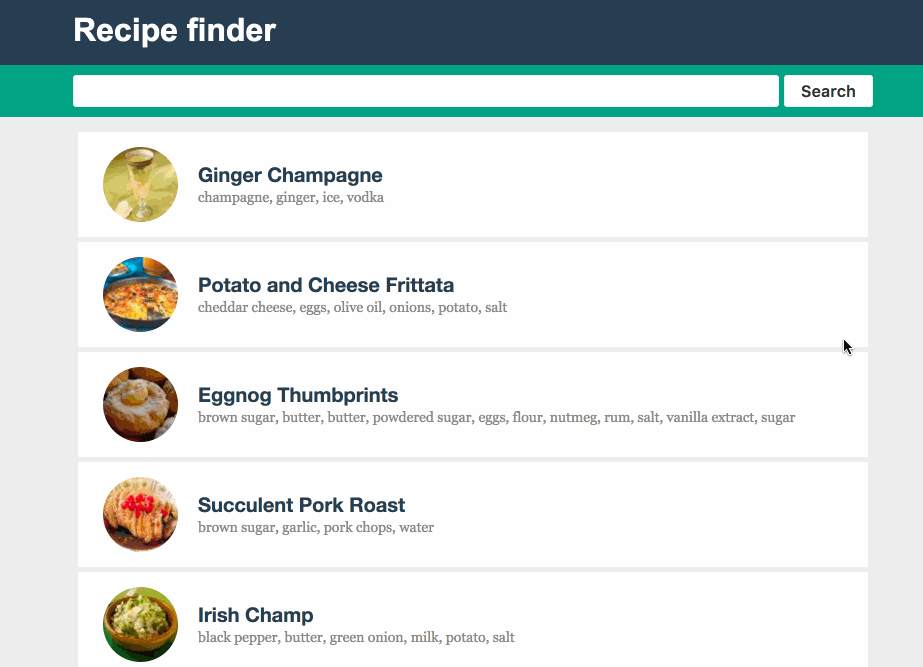 Recipe finder
Search
Ginger Champagne
champagne, ginger, ice, vodka
Potato and Cheese Frittata
cheddar cheese, eggs, olive oil, onions, potato, salt
Eggnog Thumbprints
brown sugar, butter, butter, powdered sugar, eggs, flour, nutmeg, rum, salt, vanilla extract, sugar
Succulent Pork Roast
brown sugar, garlic, pork chops, water
Irish Champ
black pepper, butter, green onion, milk, potato, salt